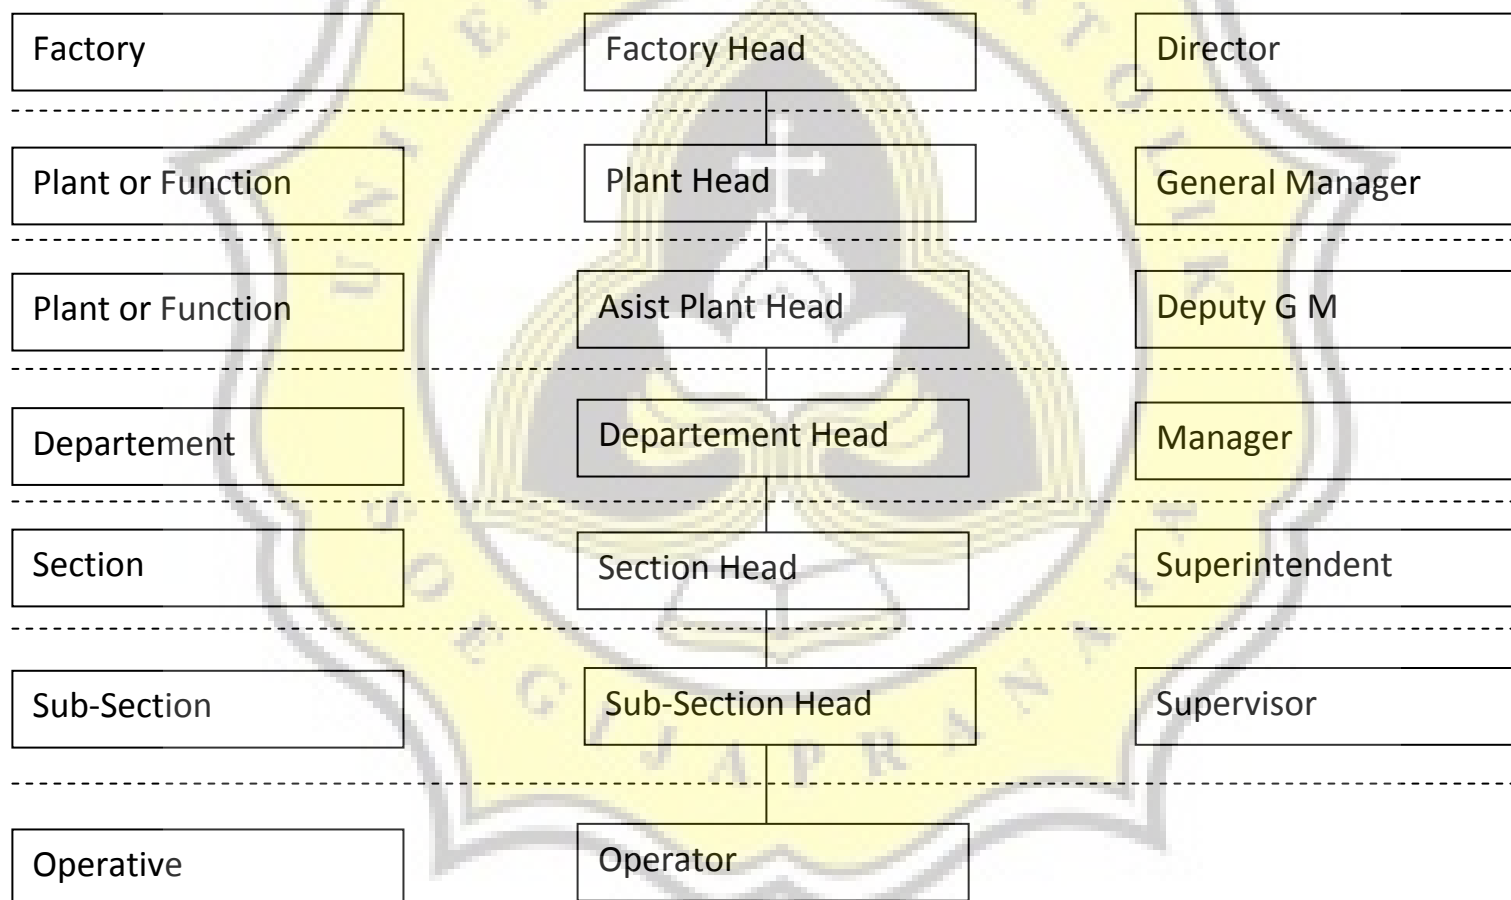 Factory
Factory Head
Director
Plant or Function
Plant Head
General Manager
Plant or Function
Asist Plant Head
Deputy G M
Departement
Departement Head
Manager
Section
Section Head
Superintendent
Sub-Section
Sub-Section Head
Supervisor
Operative
Operator
SOEGIJAPRANATA